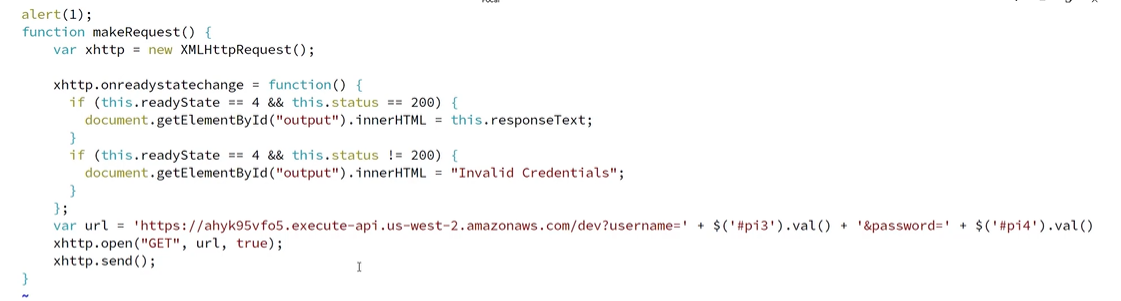 alert(1);
function makeRequest() {
    var xhttp = new XMLHttpRequest();

    xhttp.onreadystatechange = function() {
      if (this.readyState == 4 && this.status == 200) {
        document.getElementById("output").innerHTML = this.responseText;
      }
      if (this.readyState == 4 && this.status != 200) {
        document.getElementById("output").innerHTML = "Invalid Credentials";
      }
    };
    var url = 'https://ahyk95vfo5.execute-api.us-west-2.amazonaws.com/dev?username=' + $('#pi3').val() + '&password=' + $('#pi4').val()
    xhttp.open("GET", url, true);
    xhttp.send();
}
~